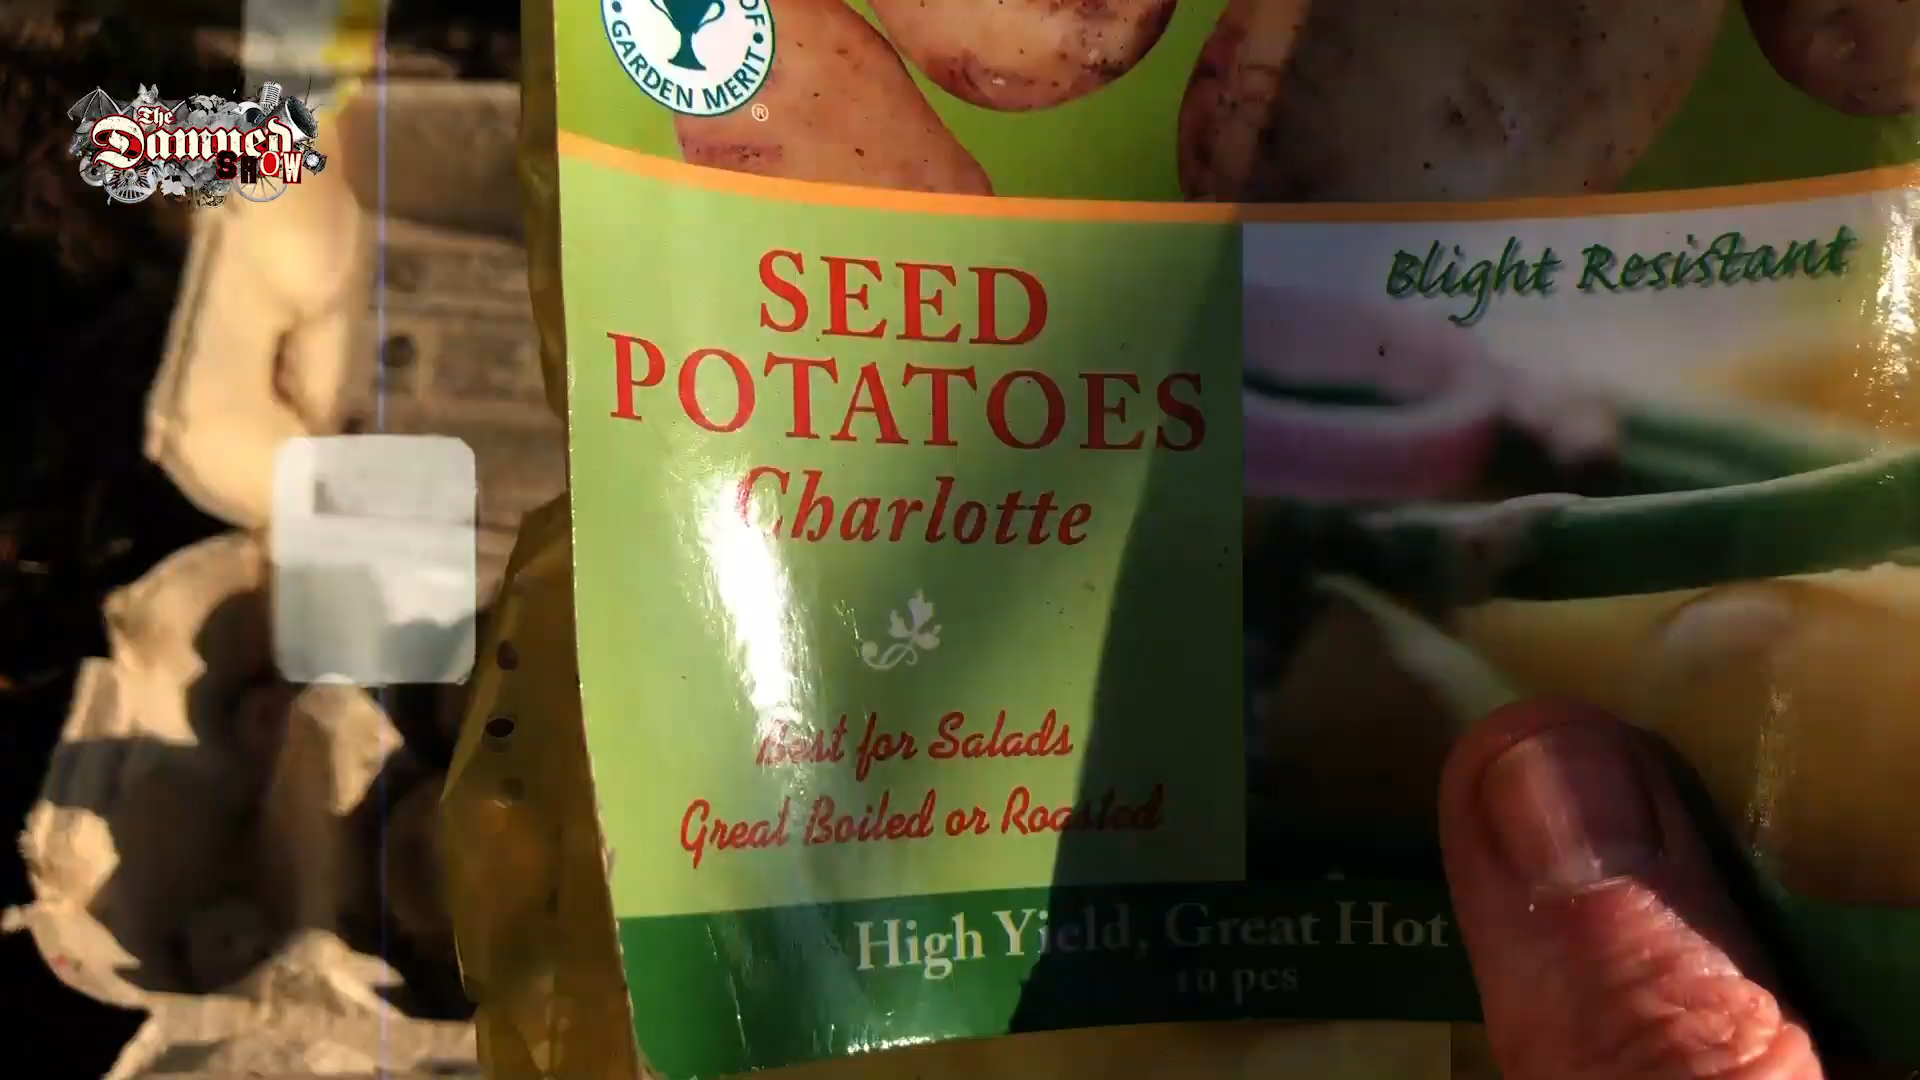 OF
GARDEN MERIT
®
The
Damned
SHOW
SEED
POTATOES
Charlotte
Blight Resistant
Best for Salads
Great Boiled or Roasted
High Yield, Great Hot
10 pcs